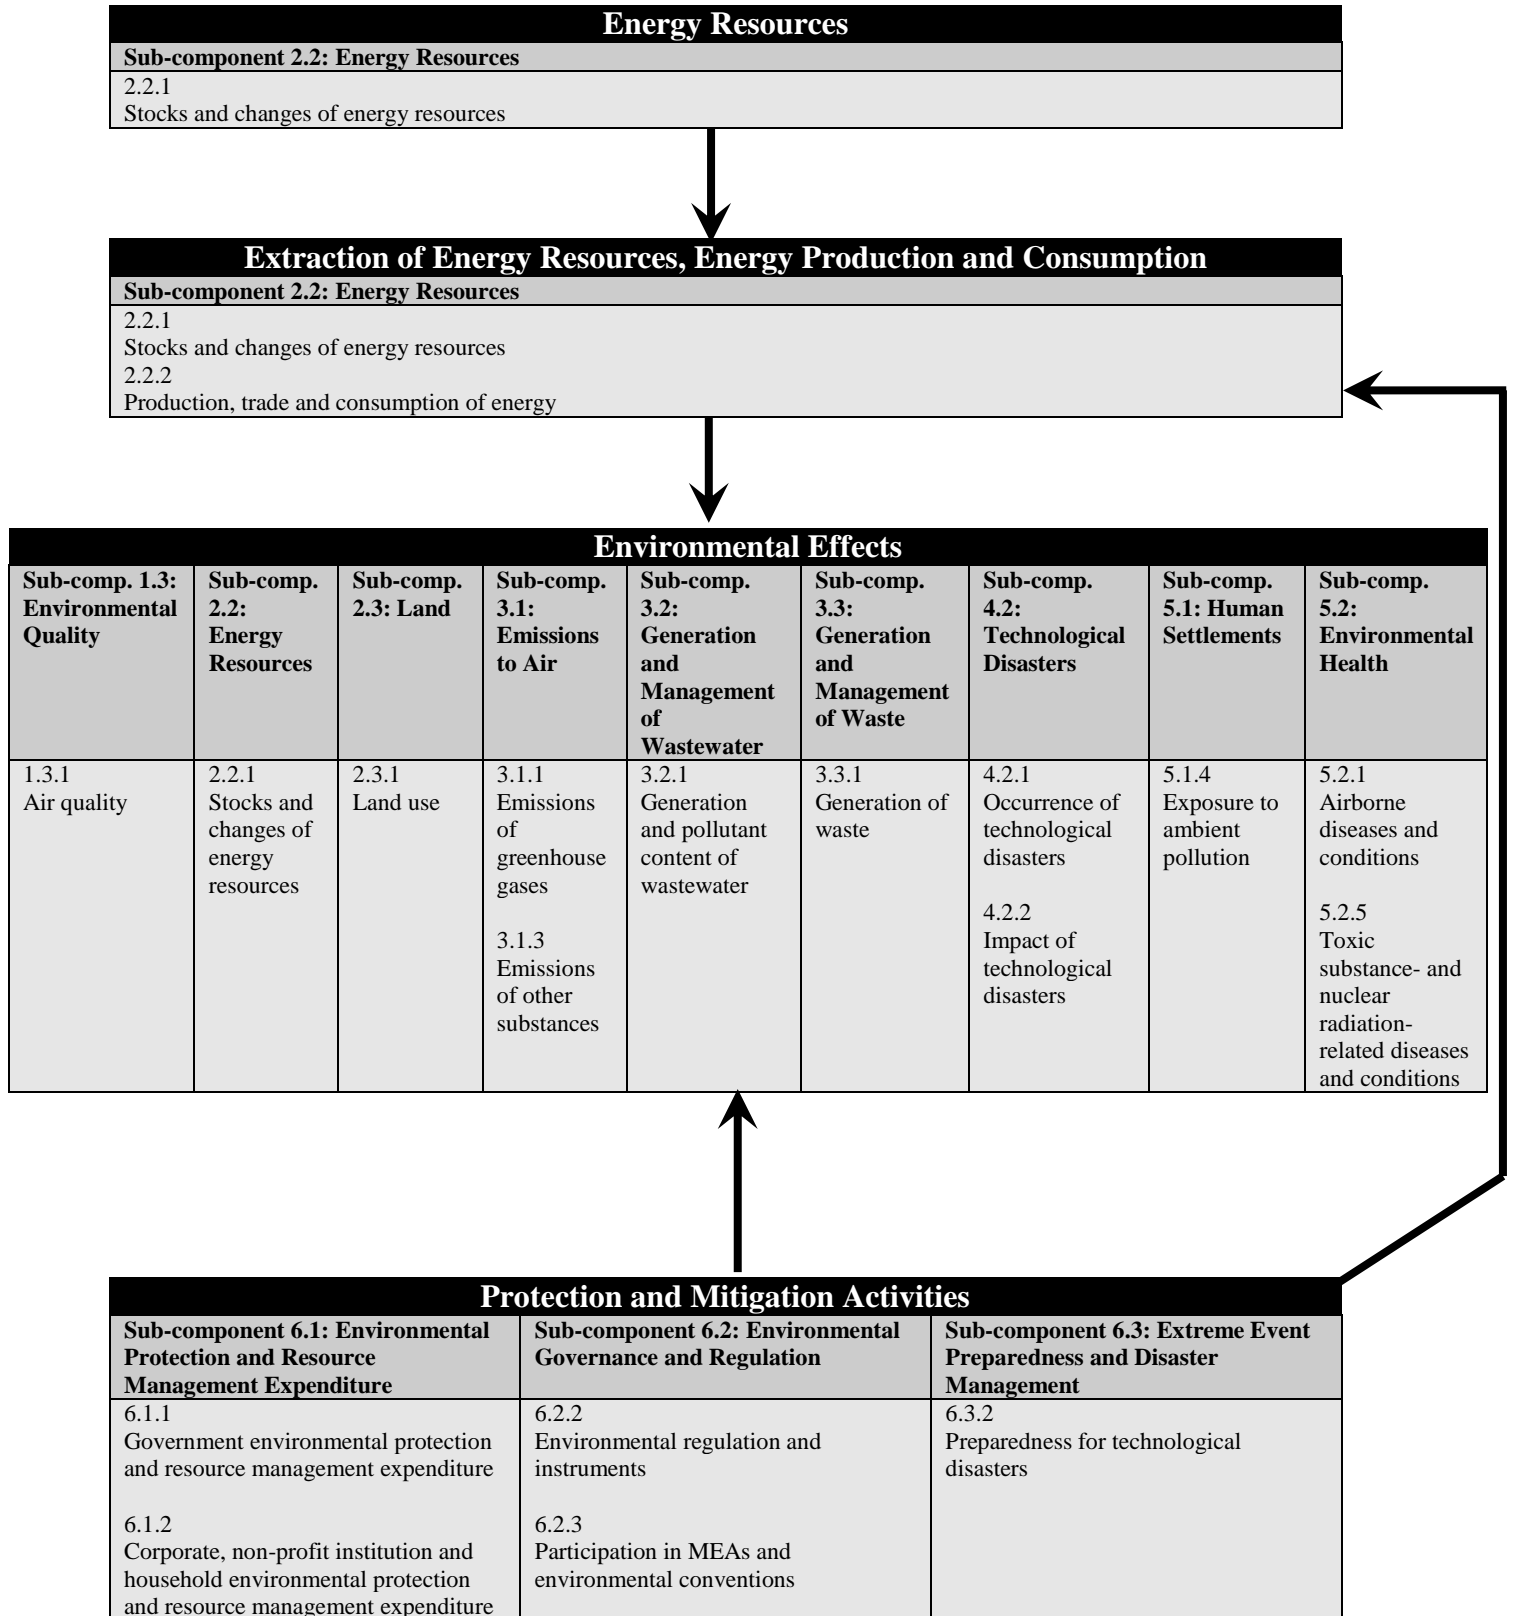 Energy Resources
Sub-component 2.2: Energy Resources
2.2.1
Stocks and changes of energy resources
Extraction of Energy Resources, Energy Production and Consumption
Sub-component 2.2: Energy Resources
2.2.1
Stocks and changes of energy resources
2.2.2
Production, trade and consumption of energy
Environmental Effects
Sub-comp. 1.3:
Environmental
Quality
Sub-comp.
2.2:
Energy
Resources
Sub-comp.
2.3: Land
Sub-comp.
3.1:
Emissions
to Air
Sub-comp.
3.2:
Generation
and
Management
of
Wastewater
Sub-comp.
3.3:
Generation
and
Management
of Waste
Sub-comp.
4.2:
Technological
Disasters
Sub-comp.
5.1: Human
Settlements
Sub-comp.
5.2:
Environmental
Health
1.3.1
Air quality
2.2.1
Stocks and
changes of
energy
resources
2.3.1
Land use
3.1.1
Emissions
of
greenhouse
gases
3.1.3
Emissions
of other
substances
3.2.1
Generation
and pollutant
content of
wastewater
3.3.1
Generation of
waste
4.2.1
Occurrence of
technological
disasters
4.2.2
Impact of
technological
disasters
5.1.4
Exposure to
ambient
pollution
5.2.1
Airborne
diseases and
conditions
5.2.5
Toxic
substance- and
nuclear
radiation-
related diseases
and conditions
Protection and Mitigation Activities
Sub-component 6.1: Environmental
Protection and Resource
Management Expenditure
Sub-component 6.2: Environmental
Governance and Regulation
Sub-component 6.3: Extreme Event
Preparedness and Disaster
Management
6.1.1
Government environmental protection
and resource management expenditure
6.1.2
Corporate, non-profit institution and
household environmental protection
and resource management expenditure
6.2.2
Environmental regulation and
instruments
6.2.3
Participation in MEAs and
environmental conventions
6.3.2
Preparedness for technological
disasters